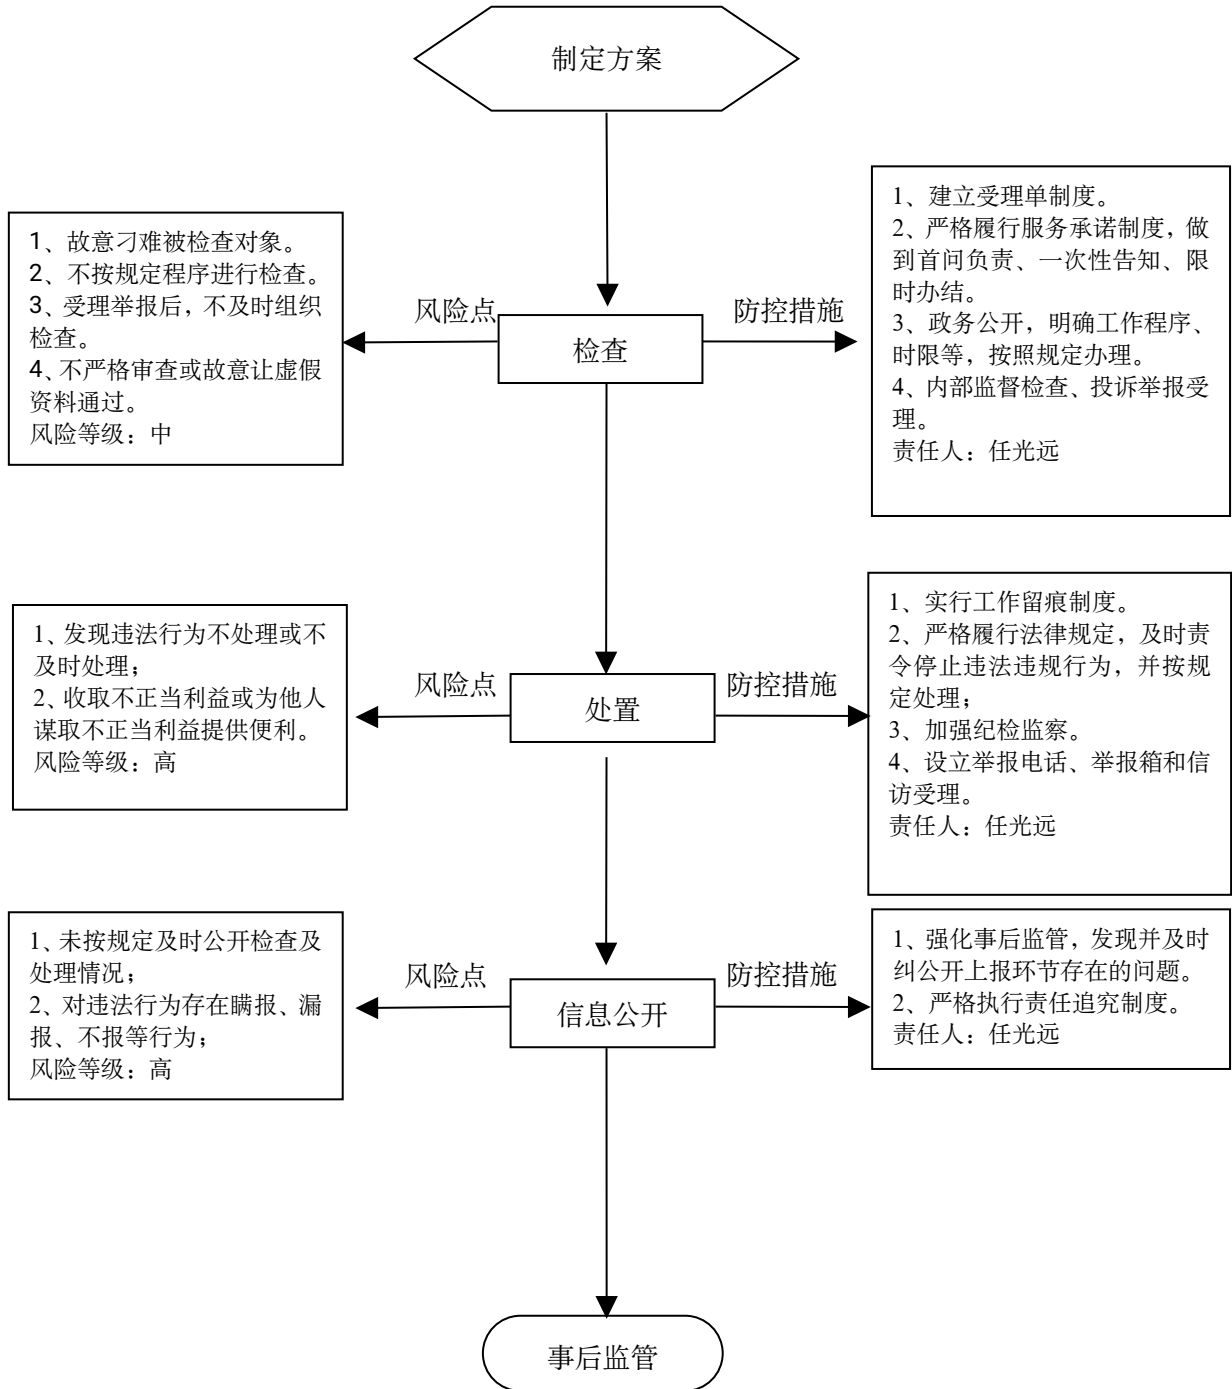 制定方案
1、故意刁难被检查对象。
2、不按规定程序进行检查。
3、受理举报后，不及时组织
检查。
4、不严格审查或故意让虚假
资料通过。
风险等级：中
风险点
检查
防控措施
1、建立受理单制度。
2、严格履行服务承诺制度，做
到首问负责、一次性告知、限
时办结。
3、政务公开，明确工作程序、
时限等，按照规定办理。
4、内部监督检查、投诉举报受
理。
责任人：任光远
1、发现违法行为不处理或不
及时处理；
2、收取不正当利益或为他人
谋取不正当利益提供便利。
风险等级：高
风险点
处置
防控措施
1、实行工作留痕制度。
2、严格履行法律规定，及时责
令停止违法违规行为，并按规
定处理；
3、加强纪检监察。
4、设立举报电话、举报箱和信
访受理。
责任人：任光远
1、未按规定及时公开检查及
处理情况；
2、对违法行为存在瞒报、漏
报、不报等行为；
风险等级：高
风险点
信息公开
防控措施
1、强化事后监管，发现并及时
纠公开上报环节存在的问题。
2、严格执行责任追究制度。
责任人：任光远
事后监管